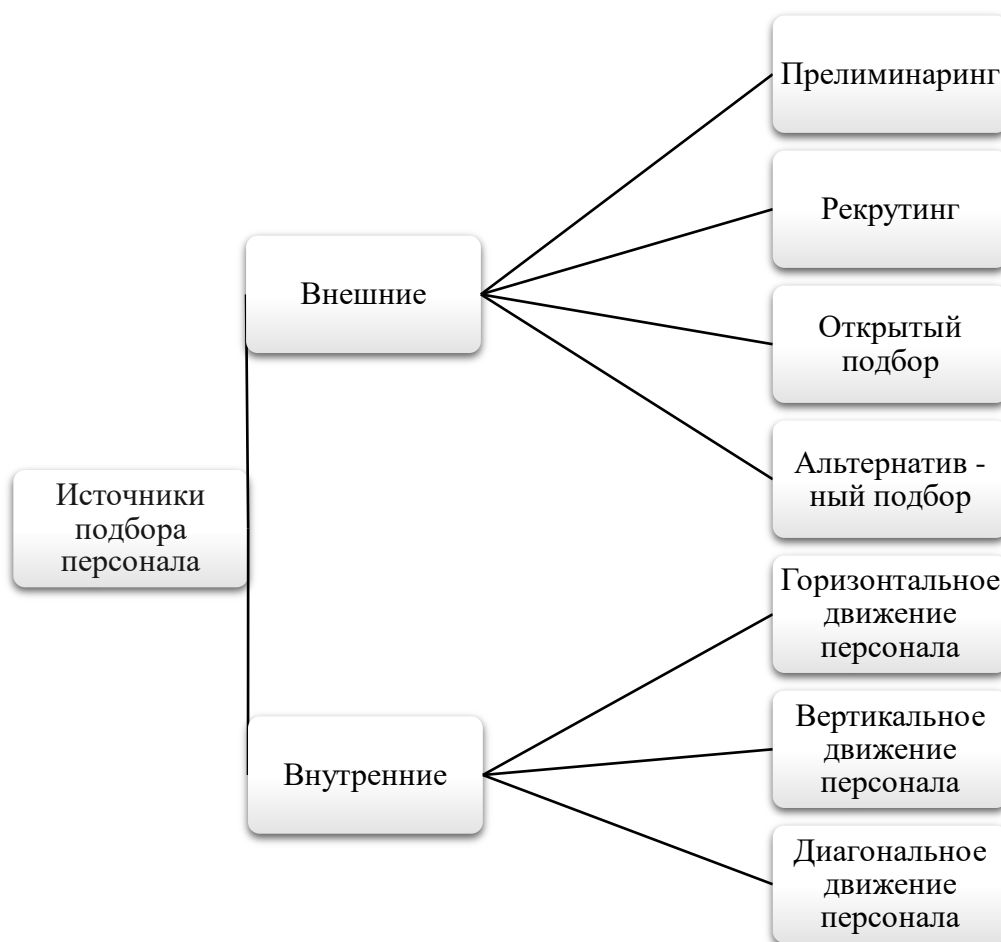 Прелиминаринг
Рекрутинг
Внешние
Открытый
подбор
Альтернатив -
ный подбор
Источники
подбора
персонала
Горизонтальное
движение
персонала
Вертикальное
движение
персонала
Внутренние
Диагональное
движение
персонала